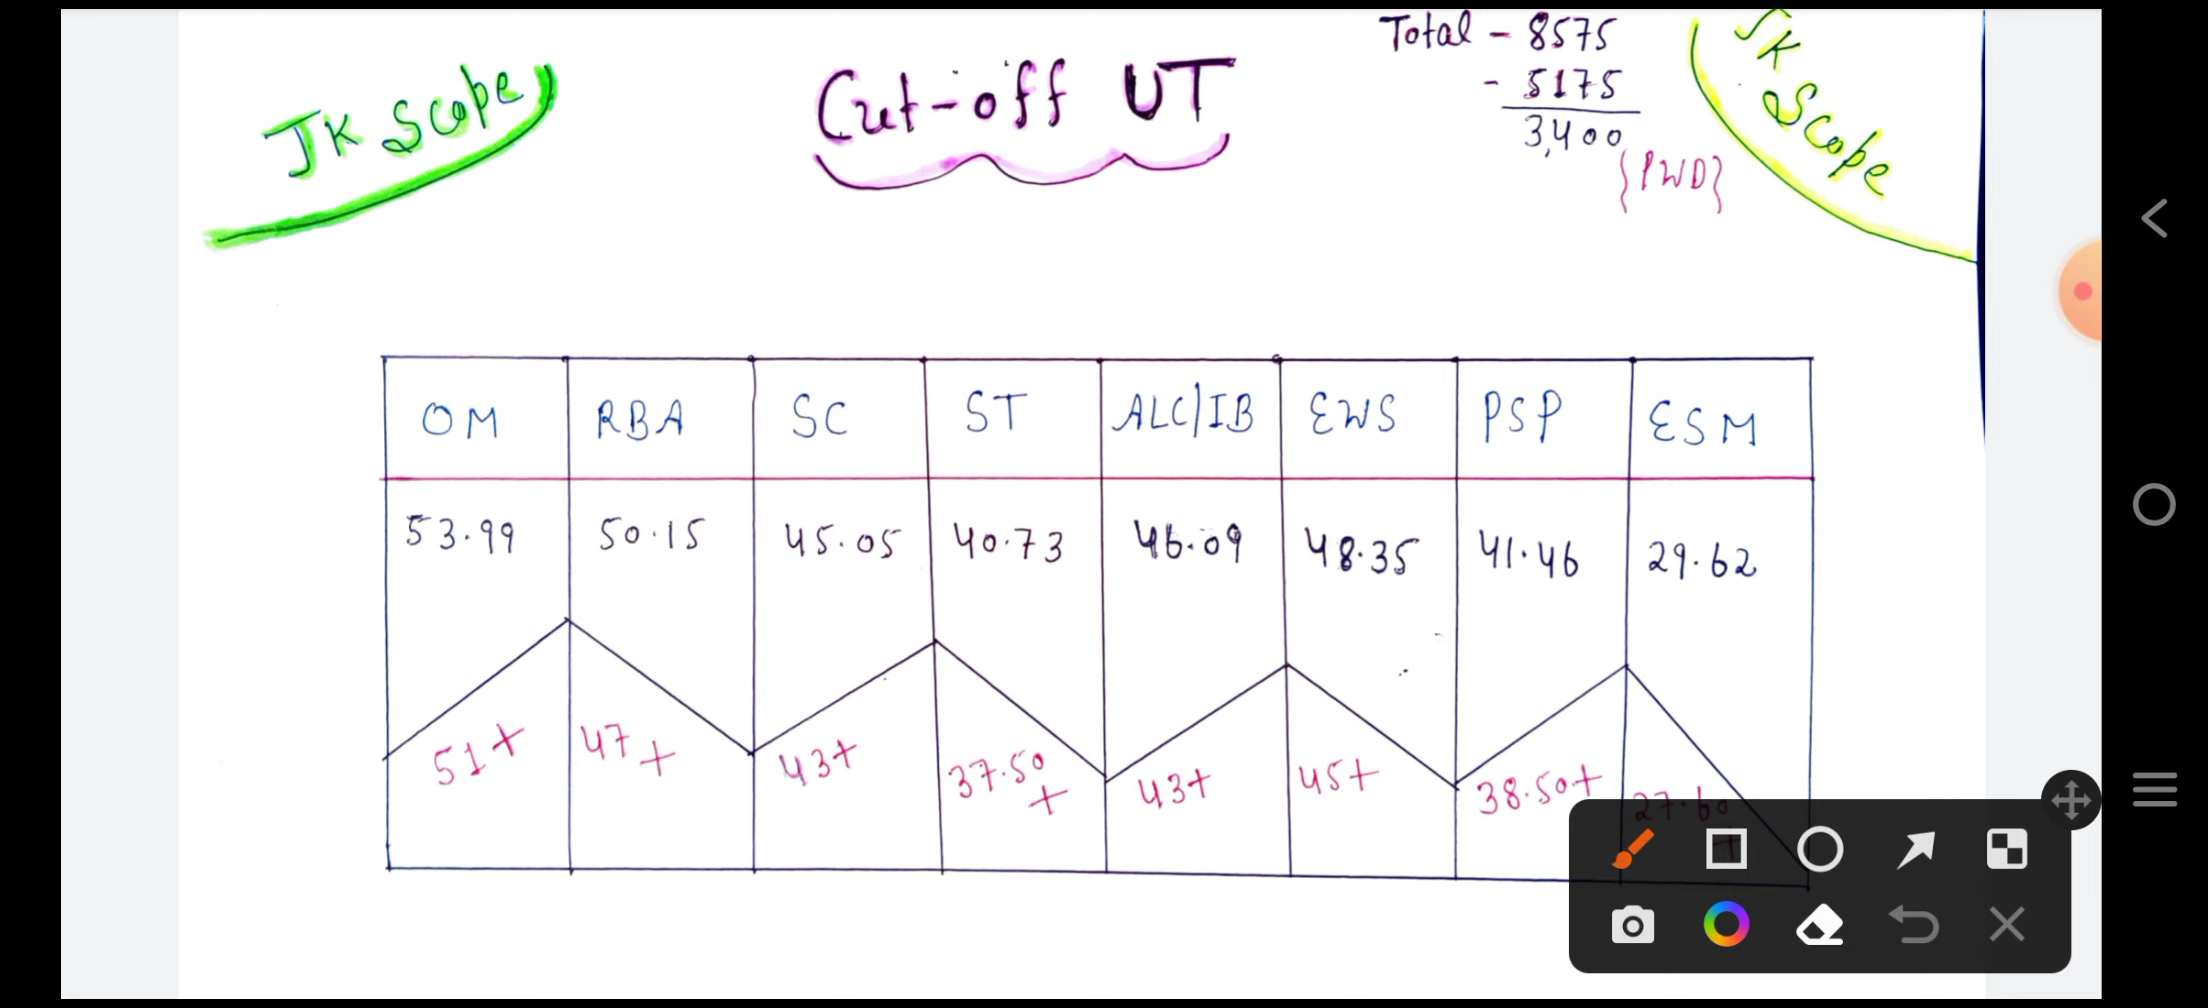 Total - 8575
- 5175
3,400
{PWD}
JK Scope
Cut-off UT
JK Scope
OM RBA SC ST ALC/IB EWS PSP ESM
53.99 50.15 45.05 40.73 46.09 48.35 41.46 29.62
51+ 47+ 43+ 37.50+ 43+ 45+ 38.50+ 27.60+